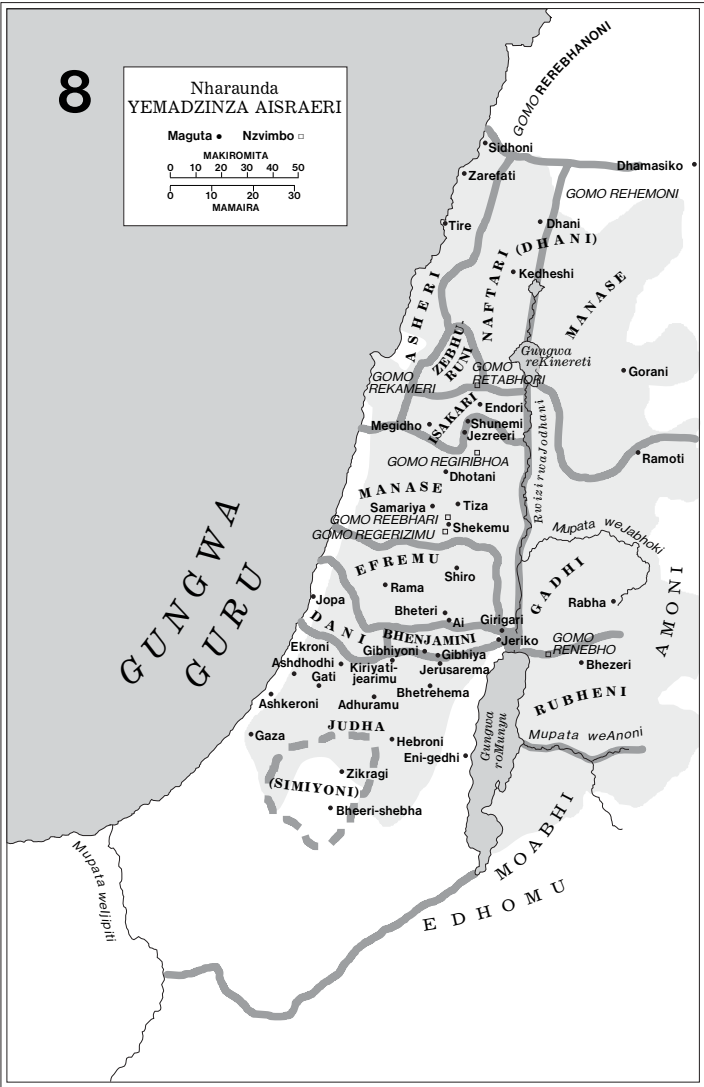 8
Nharaunda
YEMADZINZA AISRAERI
Maguta
Nzvimbo
MAKIROMITA
0 10 20 30 40 50
0 10 20 30
MAMAIRA
GOMO REREBHANONI
Sidhoni
Dhamasiko
Zarefati
GOMO REHEMONI
Tire
Dhani
(DHANI)
NAFTARI
Kedheshi
ASHERI
MANASE
ZEBHU
RUNI
Gungwa
reKinereti
GOMO
RETABHORI
GOMO
REKAMERI
Gorani
ISAKARI
Endori
Megidho
Shunemi
Jezreeri
RwizirwaJodhani
Ramoti
GOMO REGIRIBHOA
Dhotani
MANASE
Samariya
Tiza
GOMO REEBHARI
Shekemu
GOMO REGERIZIMU
Mupata weJabhoki
EFREMU
Shiro
Rama
GADHI
AMONI
Jopa
Rabha
Bheteri
Ai
Girigari
DANI
BHENJAMINI
Jeriko
GOMO
RENEBHO
Ekroni
Gibhiyoni
Gibhiya
Bhezeri
Ashdhodhi
Kiriyati-
jearimu
Jerusarema
Gati
Bhetrehema
RUBHENI
Ashkeroni
Adhuramu
JUDHA
Gaza
Hebroni
Gungwa
roMunyu
Mupata weAnoni
Eni-gedhi
Zikragi
(SIMIYONI)
Bheeri-shebha
GUNGWA
GURU
MOABHI
EDHOMU
Mupata weIjipiti